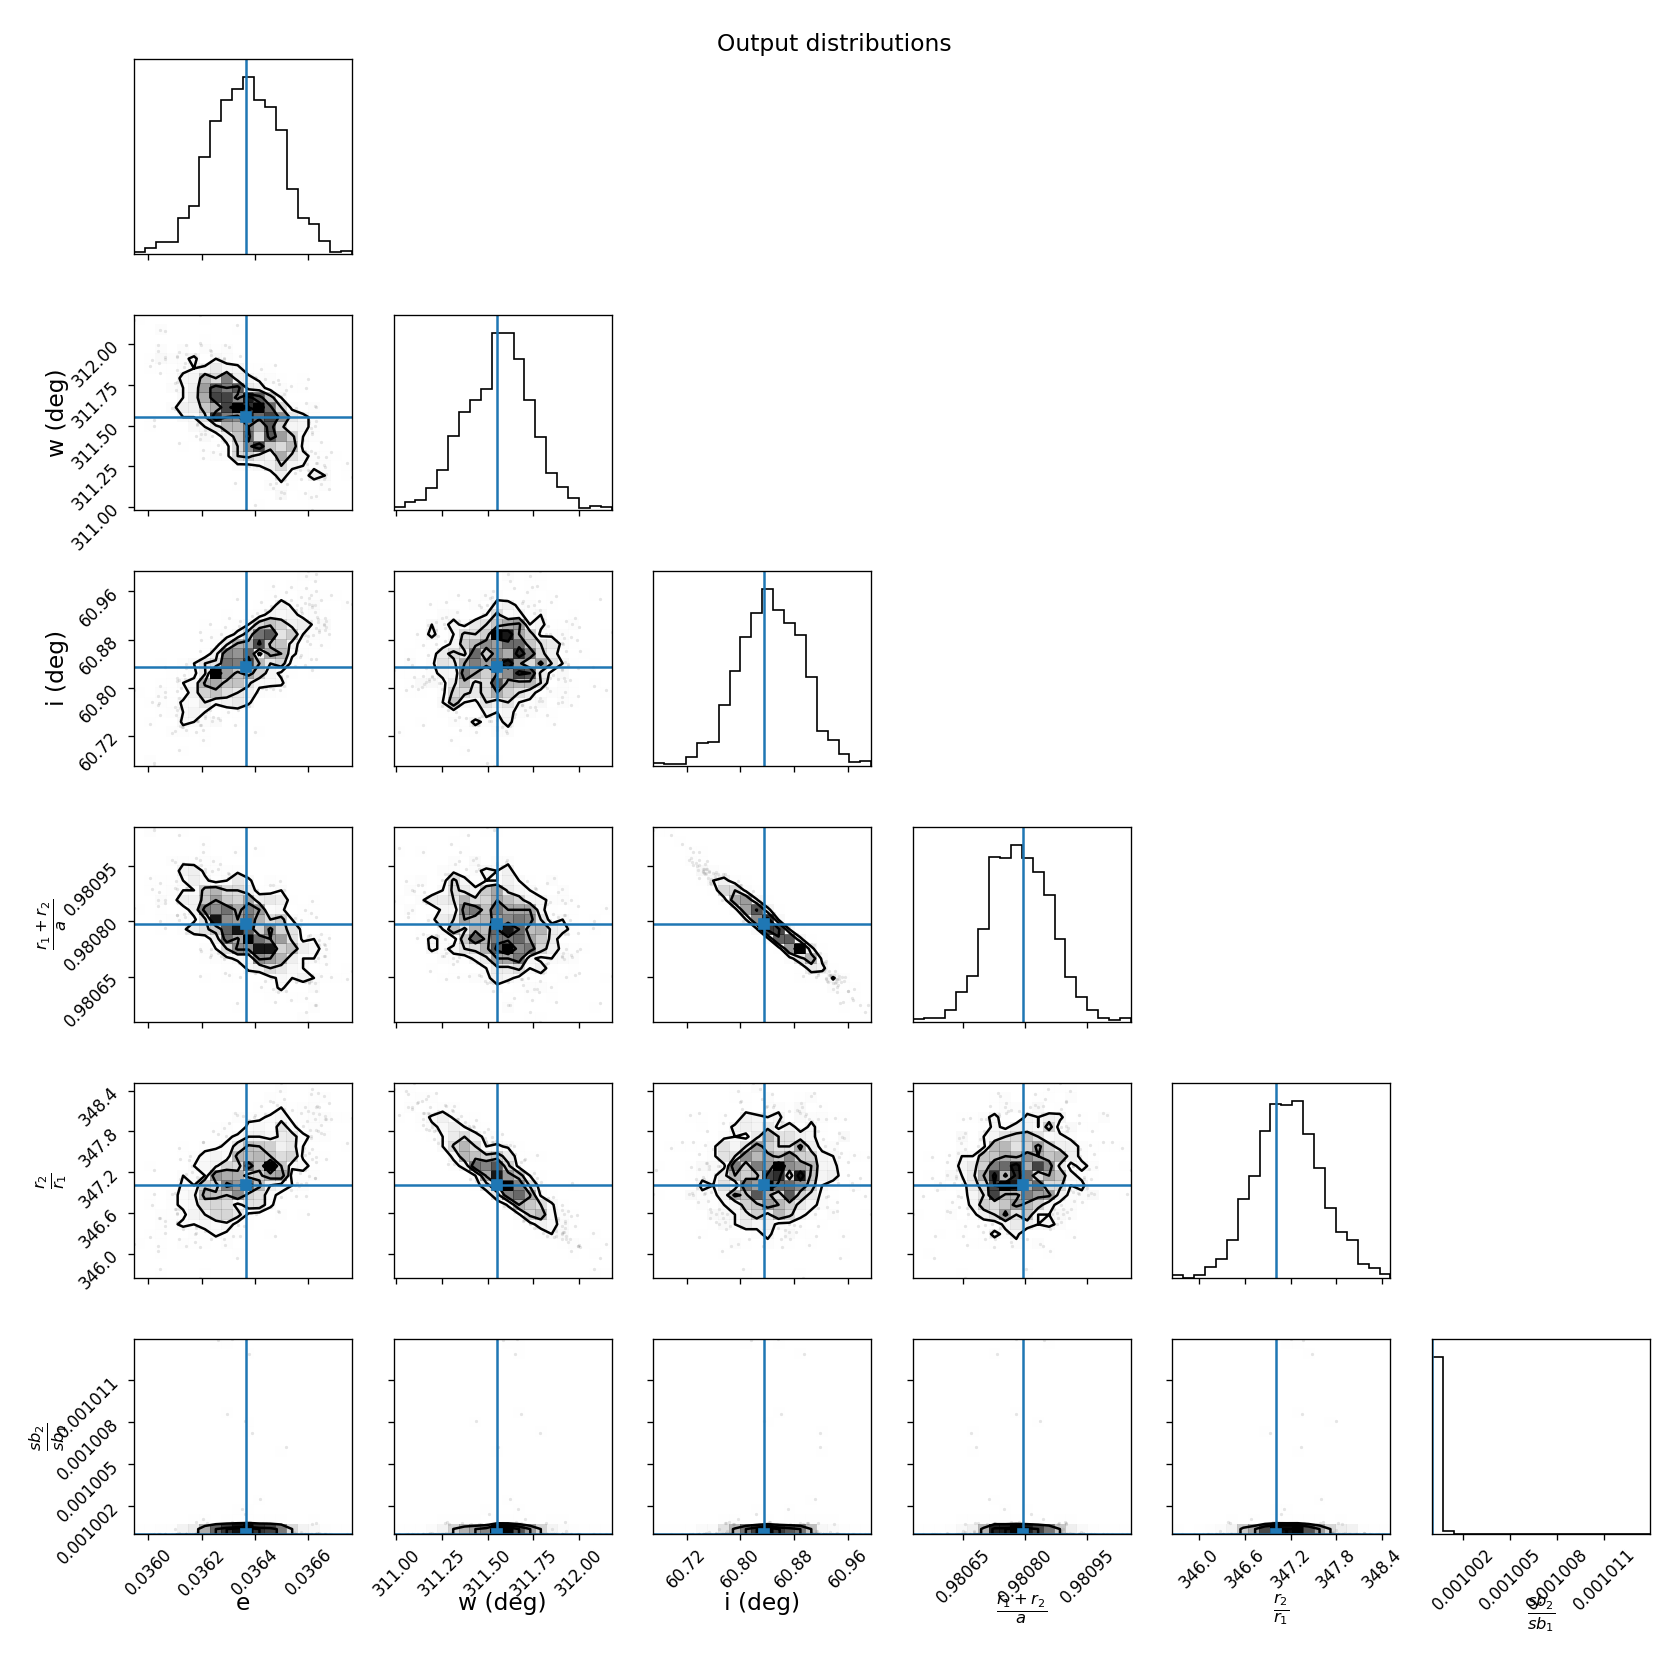 Output distributions
w (deg)
312.00
311.75
311.50
311.25
311.00
i (deg)
60.96
60.88
60.80
60.72
r1 + r2
a
0.98095
0.98080
0.98065
r2
r1
348.4
347.8
347.2
346.6
346.0
sb2
sb1
0.001011
0.001008
0.001005
0.001002
0.0360 0.0362 0.0364 0.0366
e
311.00 311.25 311.50 311.75 312.00
w (deg)
60.72 60.80 60.88 60.96
i (deg)
0.98065 0.98080 0.98095
r1 + r2
a
346.0 346.6 347.2 347.8 348.4
r2
r1
0.001002 0.001005 0.001008 0.001011
sb2
sb1